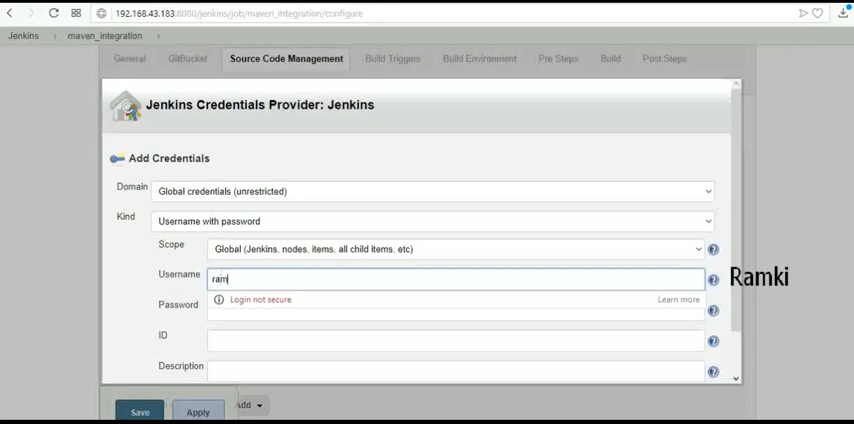 192.168.43.183:8080/jenkins/job/maven_integration/configure
Jenkins maven_integration
General GitBucket Source Code Management Build Triggers Build Environment Pre Steps Build Post Steps
Jenkins Credentials Provider: Jenkins
Add Credentials
Domain Global credentials (unrestricted)
Kind Username with password
Scope Global (Jenkins, nodes, items, all child items, etc)
Username ram Ramki
Login not secure Learn more
Password
ID
Description
Save Apply Add